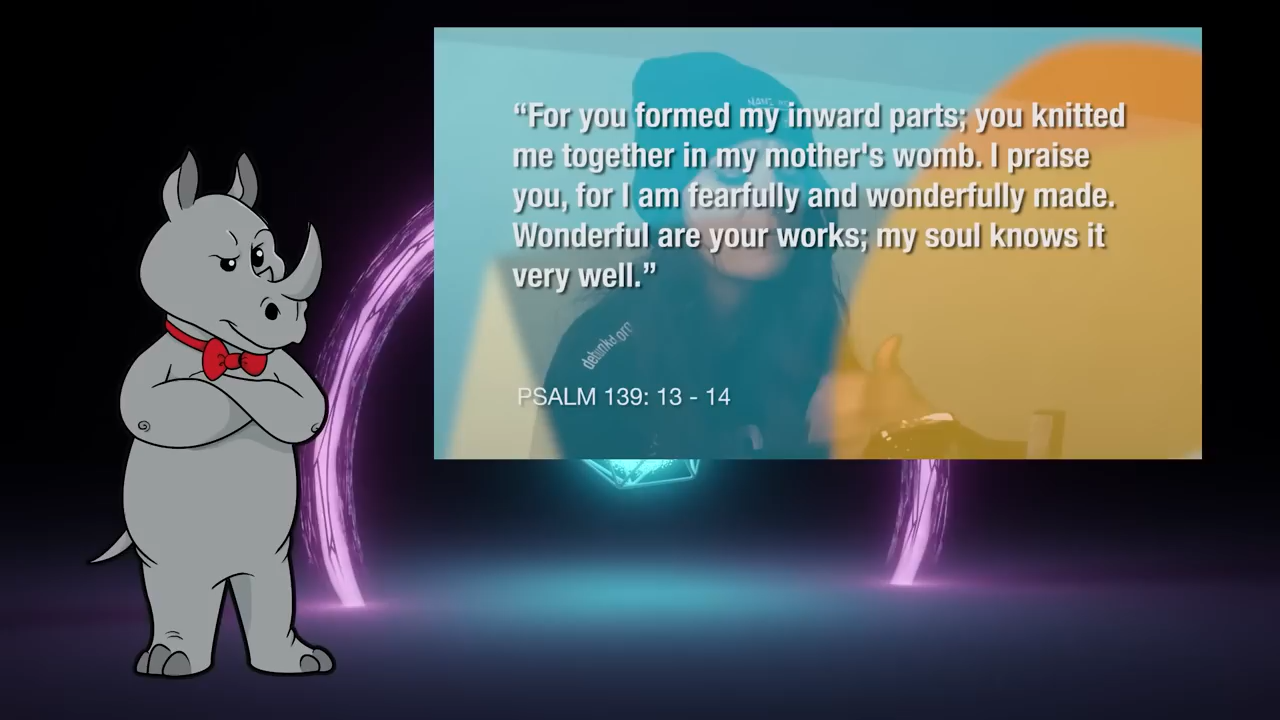 “For you formed my inward parts; you knitted
me together in my mother's womb. I praise
you, for I am fearfully and wonderfully made.
Wonderful are your works; my soul knows it
very well.”
PSALM 139: 13 - 14